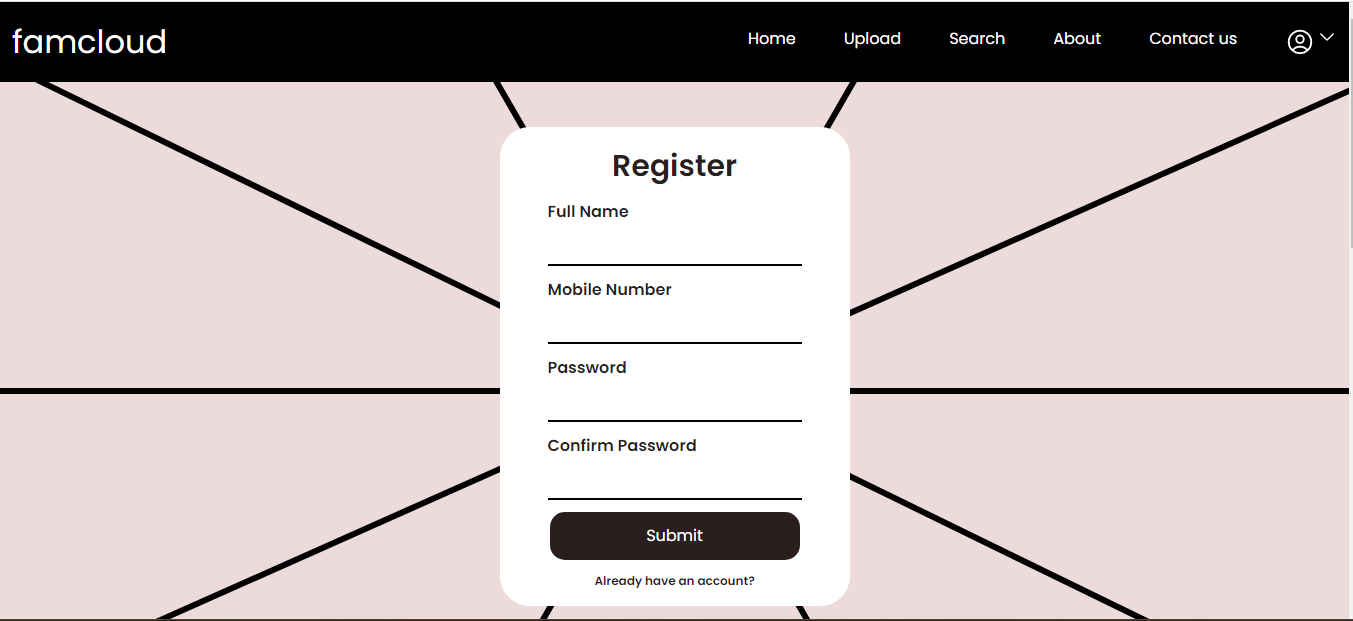 famcloud Home Upload Search About Contact us
Register
Full Name
Mobile Number
Password
Confirm Password
Submit
Already have an account?